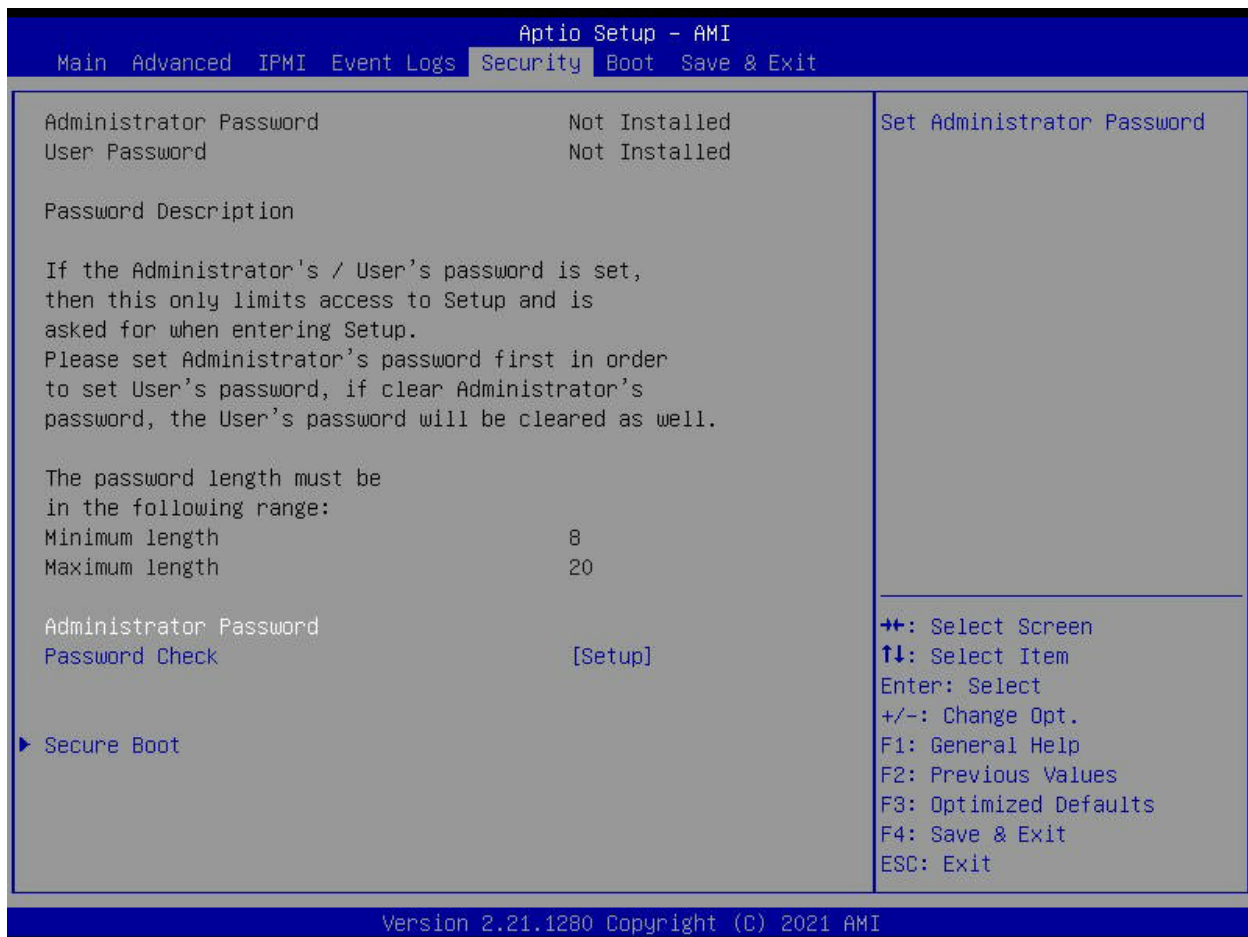 Aptio Setup – AMI
Main Advanced IPMI Event Logs Security Boot Save & Exit
Administrator Password Not Installed
User Password Not Installed
Password Description
If the Administrator's / User's password is set,
then this only limits access to Setup and is
asked for when entering Setup.
Please set Administrator's password first in order
to set User's password, if clear Administrator's
password, the User's password will be cleared as well.
The password length must be
in the following range:
Minimum length 8
Maximum length 20
Administrator Password
Password Check [Setup]
▶ Secure Boot
Set Administrator Password
→←: Select Screen
↑↓: Select Item
Enter: Select
+/-: Change Opt.
F1: General Help
F2: Previous Values
F3: Optimized Defaults
F4: Save & Exit
ESC: Exit
Version 2.21.1280 Copyright (C) 2021 AMI